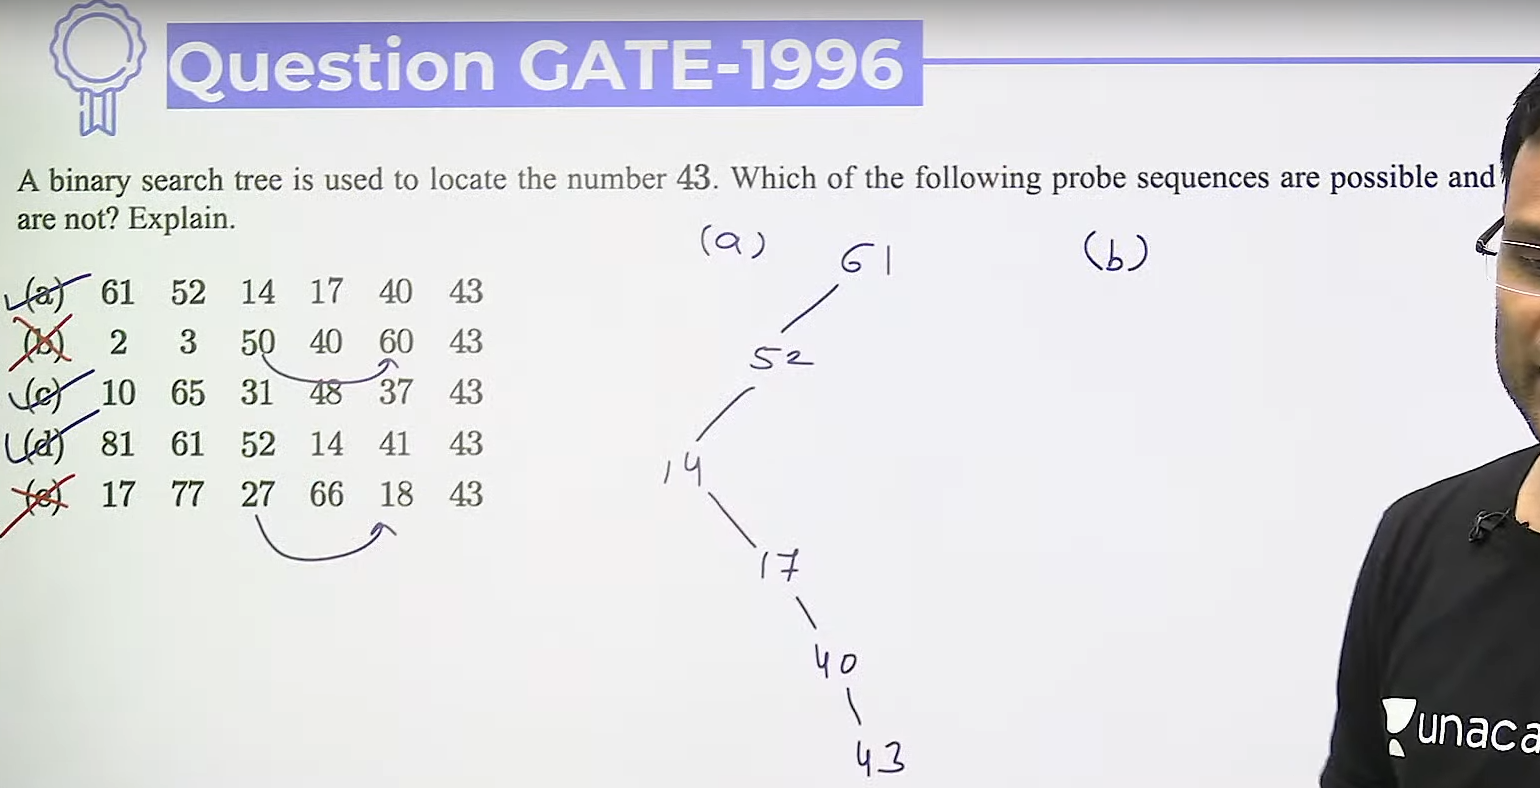 Question GATE-1996
A binary search tree is used to locate the number 43. Which of the following probe sequences are possible and
are not? Explain.
(a) 61 52 14 17 40 43
(b) 2 3 50 40 60 43
(c) 10 65 31 48 37 43
(d) 81 61 52 14 41 43
(e) 17 77 27 66 18 43
(a)
61
52
14
17
40
43
(b)
unaca